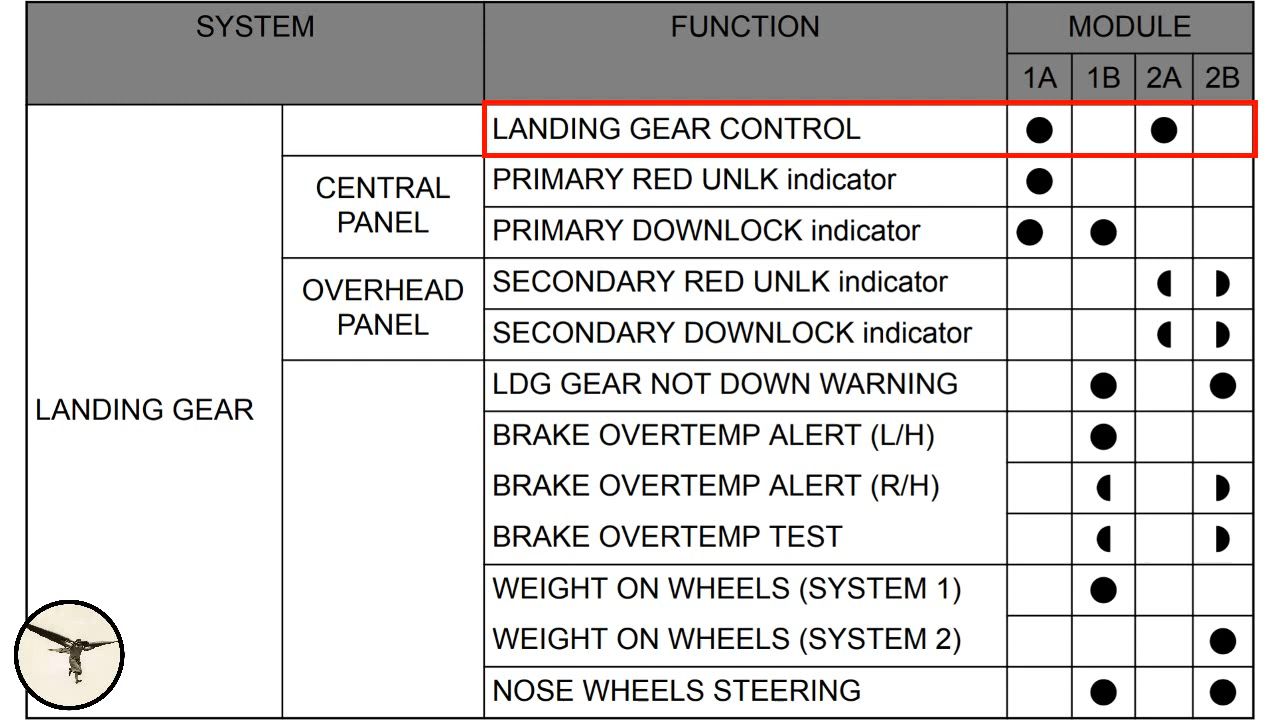 SYSTEM FUNCTION MODULE
1A 1B 2A 2B
LANDING GEAR CONTROL
CENTRAL
PANEL
PRIMARY RED UNLK indicator
PRIMARY DOWNLOCK indicator
OVERHEAD
PANEL
SECONDARY RED UNLK indicator
SECONDARY DOWNLOCK indicator
LANDING GEAR
LDG GEAR NOT DOWN WARNING
BRAKE OVERTEMP ALERT (L/H)
BRAKE OVERTEMP ALERT (R/H)
BRAKE OVERTEMP TEST
WEIGHT ON WHEELS (SYSTEM 1)
WEIGHT ON WHEELS (SYSTEM 2)
NOSE WHEELS STEERING